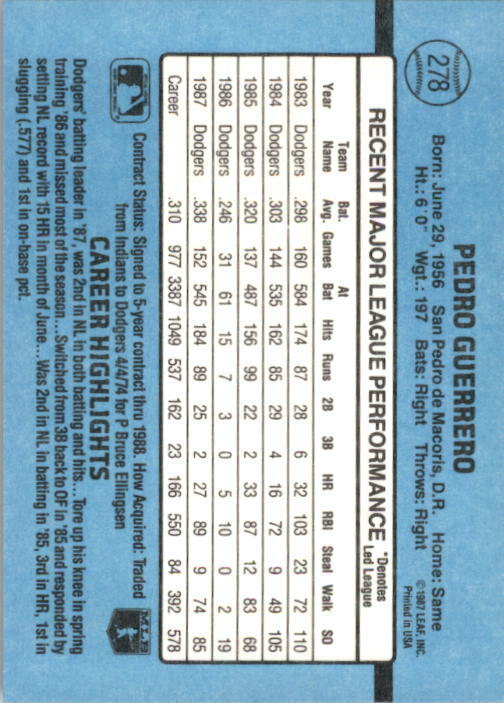 278
PEDRO GUERRERO
Born: June 29, 1956 San Pedro de Macoris, D.R. Home: Same
Ht.: 6'0" Wgt.: 197 Bats: Right Throws: Right
©1987 LEAF, INC.
Printed in USA
RECENT MAJOR LEAGUE PERFORMANCE *Denotes Led League
Year Team Name Bat. Avg. Games At Bat Hits Runs 2B 3B HR RBI Steal Walk SO
1983 Dodgers .298 160 584 174 87 28 6 32 103 23 72 110
1984 Dodgers .303 144 535 162 85 29 4 16 72 9 49 105
1985 Dodgers .320 137 487 156 99 22 2 33 87 12 83 68
1986 Dodgers .246 31 61 15 7 3 0 5 10 0 2 19
1987 Dodgers .338 152 545 184 89 25 2 27 89 9 74 85
Career .310 977 3387 1049 537 162 23 166 550 84 392 578
Contract Status: Signed to 5-year contract thru 1988. How Acquired: Traded
from Indians to Dodgers 4/4/74 for P Bruce Ellingsen
MLB
CAREER HIGHLIGHTS
Dodgers' batting leader in '87, was 2nd in NL in both batting and hits... Tore up his knee in spring
training '86 and missed most of the season... Switched from 3B back to OF in '85 and responded by
setting NL record with 15 HR in month of June... Was 2nd in NL in batting in '85, 3rd in HR, 1st in
slugging (.577) and 1st in on-base pct.